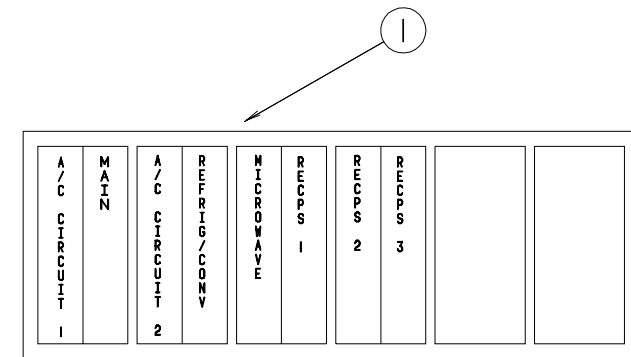 1
A/C CIRCUIT 1
MAIN
A/C CIRCUIT 2
REFRIG/CONV
MICROWAVE
RECPS 1
RECPS 2
RECPS 3